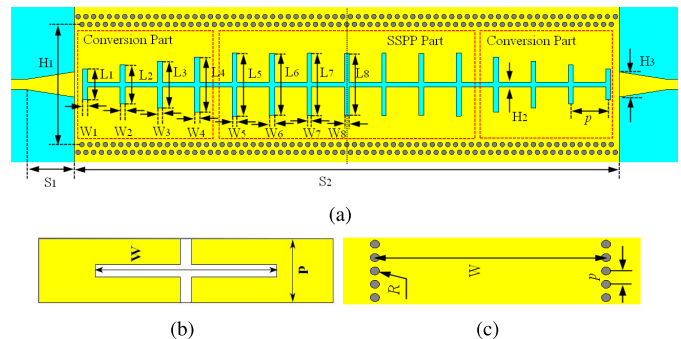 H1
Conversion Part
SSPP Part
Conversion Part
H3
L1
L2
L3
L4
L5
L6
L7
L8
W1
W2
W3
W4
W5
W6
W7
W8
H2
p
S1
S2
(a)
W
P
W
R
p
(b)
(c)